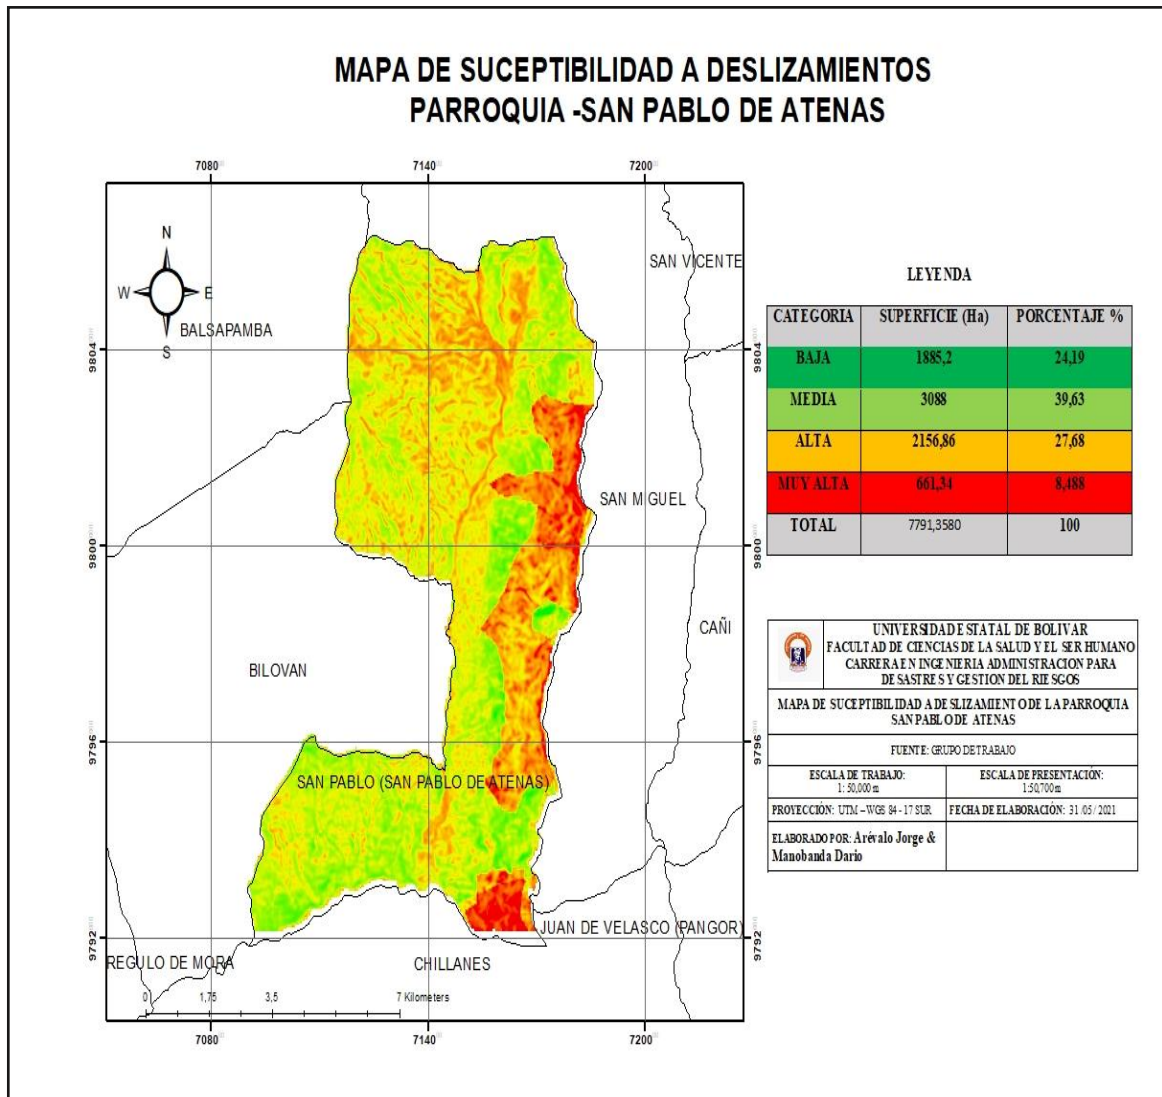 MAPA DE SUCEPTIBILIDAD A DESLIZAMIENTOS
PARROQUIA -SAN PABLO DE ATENAS
7080 7140 7200
N
W E
S
BALSAPAMBA
SAN VICENTE
9804 9804
SAN MIGUEL
9800 9800
CAÑI
BILOVAN
9796 9796
SAN PABLO (SAN PABLO DE ATENAS)
JUAN DE VELASCO (PANGOR)
9792 9792
REGULO DE MORA
CHILLANES
0 1,75 3,5 7 Kilometers
7080 7140 7200
LEYENDA
CATEGORIA SUPERFICIE (Ha) PORCENTAJE %
BAJA 1885,2 24,19
MEDIA 3088 39,63
ALTA 2156,86 27,68
MUY ALTA 661,34 8,488
TOTAL 7791,3580 100
UNIVERSIDAD ESTATAL DE BOLIVAR
FACULTAD DE CIENCIAS DE LA SALUD Y EL SER HUMANO
CARRERA EN INGENIERIA ADMINISTRACION PARA
DESASTRES Y GESTION DEL RIESGOS
MAPA DE SUCEPTIBILIDAD A DESLIZAMIENTO DE LA PARROQUIA
SAN PABLO DE ATENAS
FUENTE: GRUPO DE TRABAJO
ESCALA DE TRABAJO:
1: 50,000 m
ESCALA DE PRESENTACIÓN:
1:50,700 m
PROYECCIÓN: UTM – WGS 84 - 17 SUR
FECHA DE ELABORACIÓN: 31 /05 / 2021
ELABORADO POR: Arévalo Jorge &
Manobanda Dario